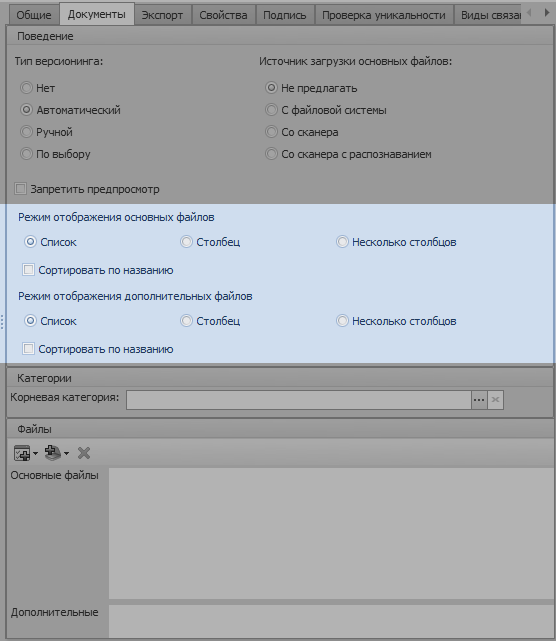 Общие Документы Экспорт Свойства Подпись Проверка уникальности Виды связан
Поведение
Тип версионинга: Источник загрузки основных файлов:
Нет Не предлагать
Автоматический С файловой системы
Ручной Со сканера
По выбору Со сканера с распознаванием
Запретить предпросмотр
Режим отображения основных файлов
Список Столбец Несколько столбцов
Сортировать по названию
Режим отображения дополнительных файлов
Список Столбец Несколько столбцов
Сортировать по названию
Категории
Корневая категория:
Файлы
Основные файлы
Дополнительные